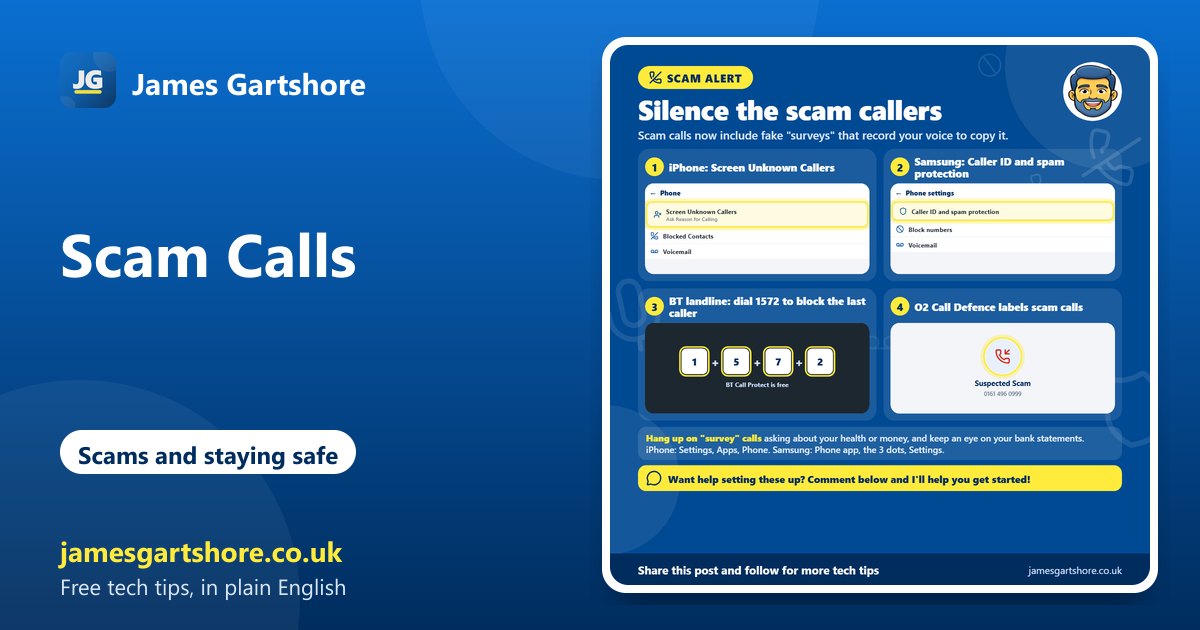 JG
James Gartshore
Scam Calls
Scams and staying safe
jamesgartshore.co.uk
Free tech tips, in plain English
SCAM ALERT
Silence the scam callers
Scam calls now include fake "surveys" that record your voice to copy it.
1 iPhone: Screen Unknown Callers
← Phone
Screen Unknown Callers
Ask Reason for Calling
Blocked Contacts
Voicemail
2 Samsung: Caller ID and spam
protection
← Phone settings
Caller ID and spam protection
Block numbers
Voicemail
3 BT landline: dial 1572 to block the last
caller
1 + 5 + 7 + 2
BT Call Protect is free
4 O2 Call Defence labels scam calls
Suspected Scam
0161 496 0999
Hang up on "survey" calls asking about your health or money, and keep an eye on your bank statements.
iPhone: Settings, Apps, Phone. Samsung: Phone app, the 3 dots, Settings.
Want help setting these up? Comment below and I'll help you get started!
Share this post and follow for more tech tips
jamesgartshore.co.uk